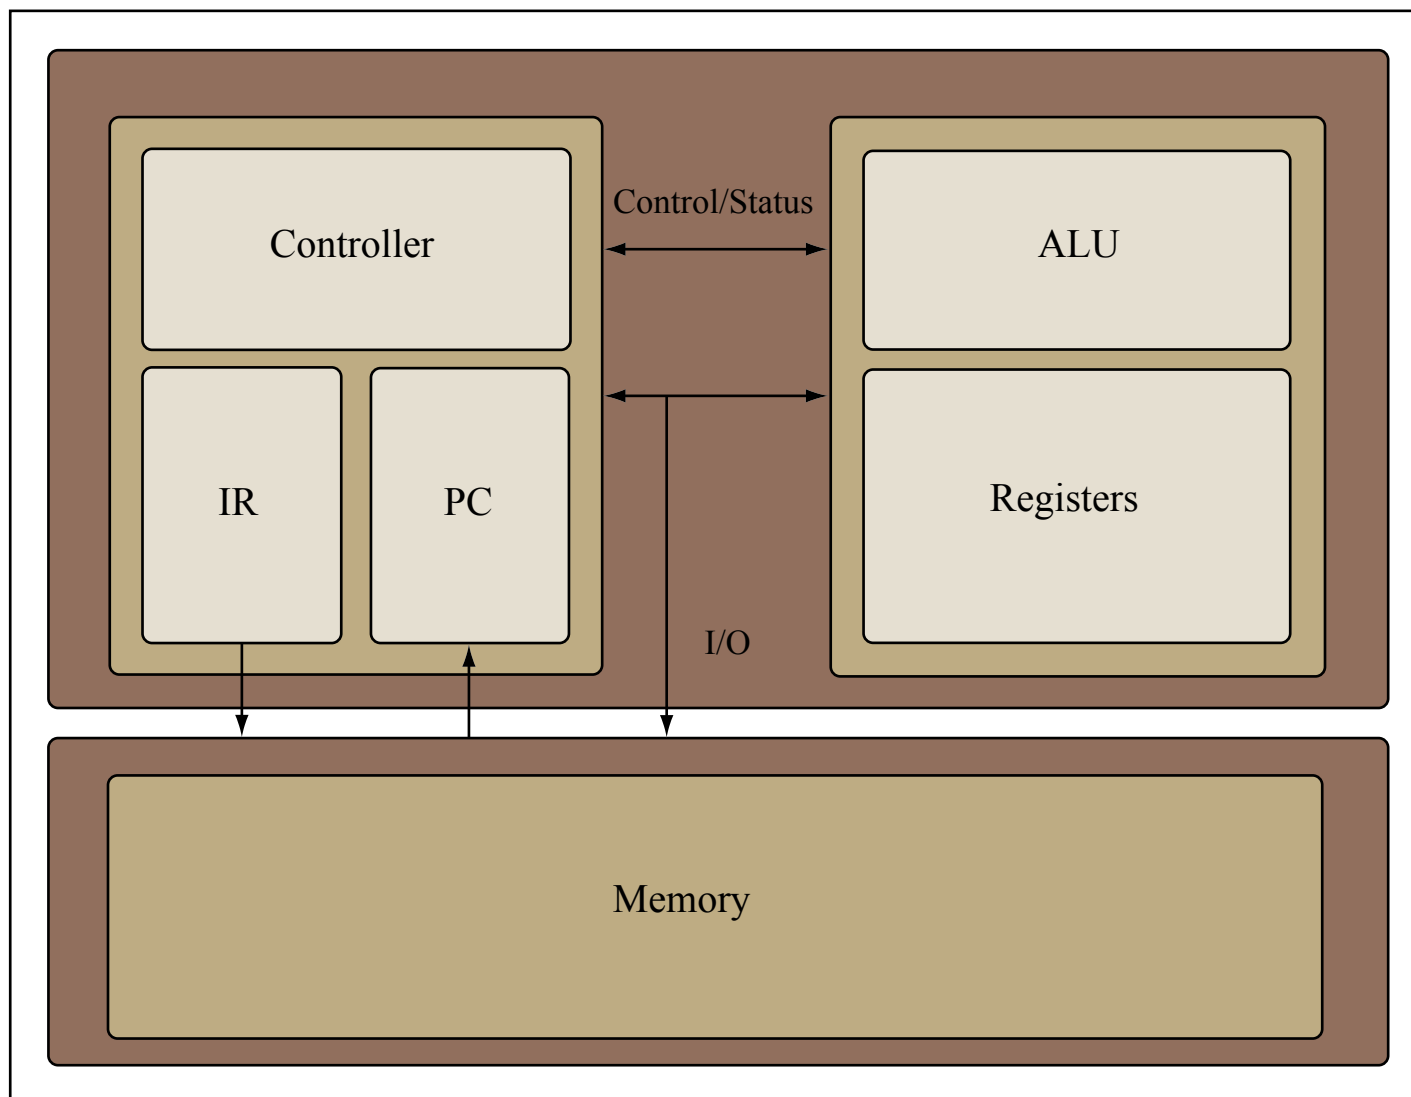 Control/Status
Controller
ALU
IR
PC
Registers
I/O
Memory